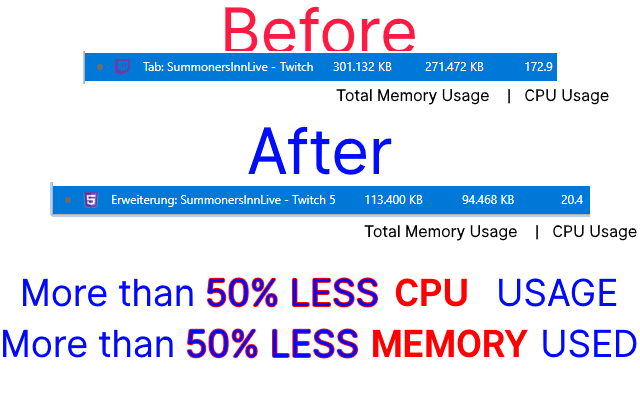 Before
Tab: SummonersInnLive - Twitch 301.132 KB 271.472 KB 172.9
Total Memory Usage | CPU Usage
After
5 Erweiterung: SummonersInnLive - Twitch 5 113.400 KB 94.468 KB 20.4
Total Memory Usage | CPU Usage
More than 50% LESS CPU USAGE
More than 50% LESS MEMORY USED